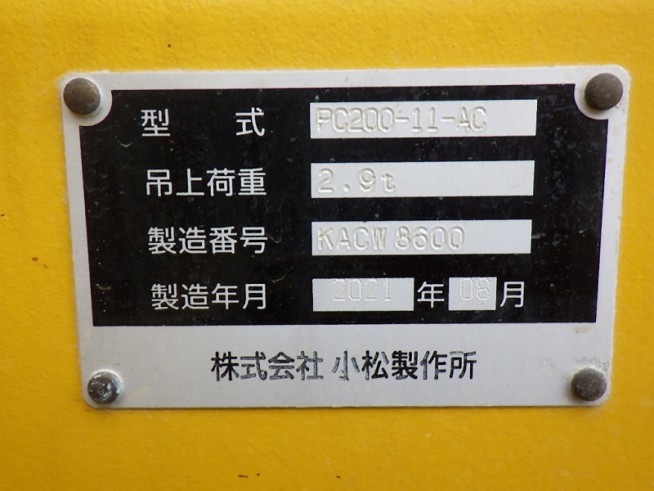 型 式 PC200-11-AC
吊上荷重 2.9t
製造番号 KACW8600
製造年月 2021 年 08 月
株式会社 小松製作所